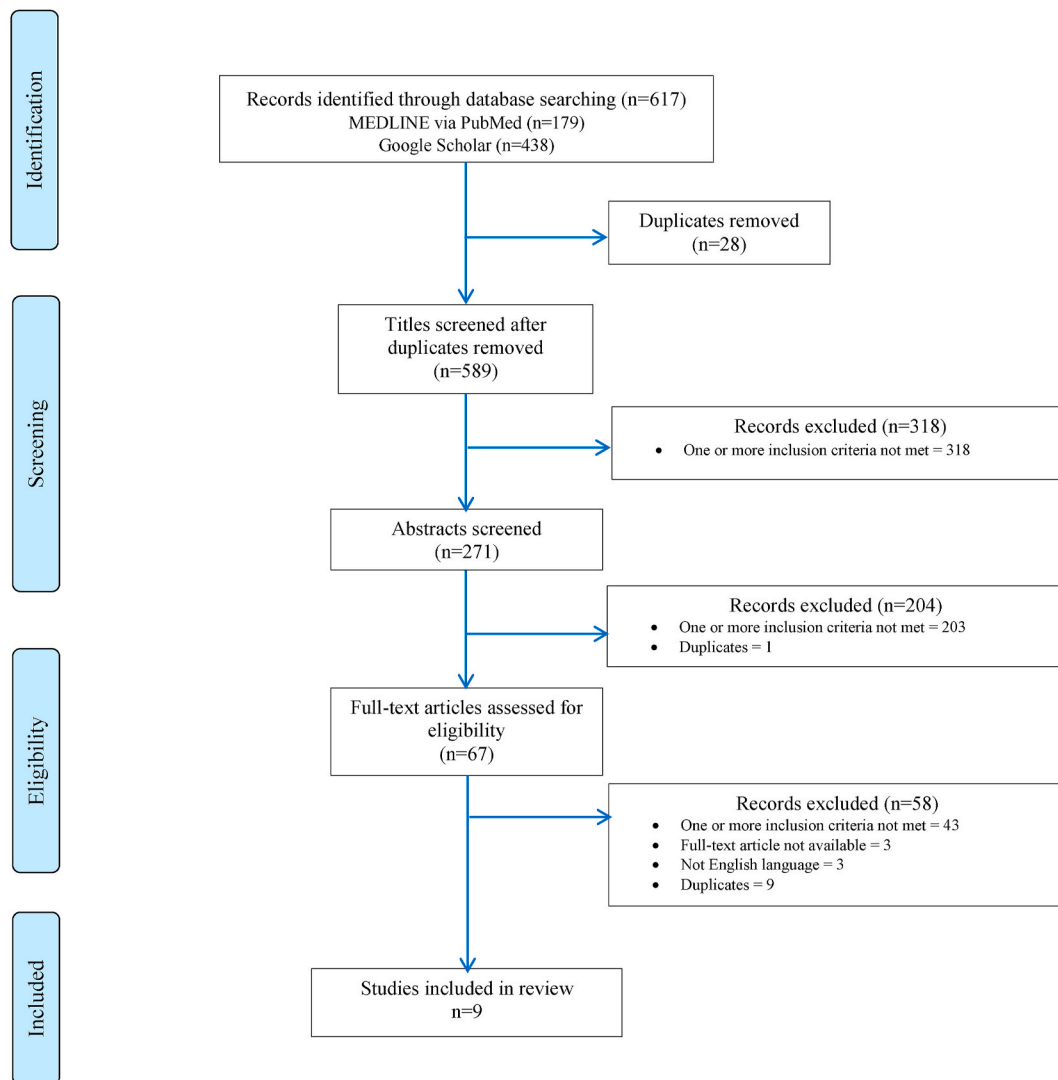 Identification
Records identified through database searching (n=617)
MEDLINE via PubMed (n=179)
Google Scholar (n=438)
Duplicates removed
(n=28)
Screening
Titles screened after
duplicates removed
(n=589)
Records excluded (n=318)
• One or more inclusion criteria not met = 318
Abstracts screened
(n=271)
Records excluded (n=204)
• One or more inclusion criteria not met = 203
• Duplicates = 1
Eligibility
Full-text articles assessed for
eligibility
(n=67)
Records excluded (n=58)
• One or more inclusion criteria not met = 43
• Full-text article not available = 3
• Not English language = 3
• Duplicates = 9
Included
Studies included in review
n=9